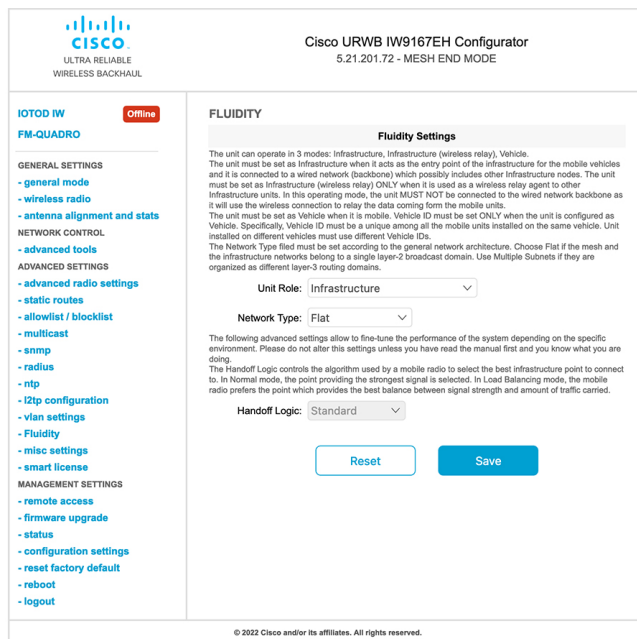 CISCO
ULTRA RELIABLE
WIRELESS BACKHAUL
Cisco URWB IW9167EH Configurator
5.21.201.72 - MESH END MODE
IOTOD IW
Offline
FM-QUADRO
GENERAL SETTINGS
- general mode
- wireless radio
- antenna alignment and stats
NETWORK CONTROL
- advanced tools
ADVANCED SETTINGS
- advanced radio settings
- static routes
- allowlist / blocklist
- multicast
- snmp
- radius
- ntp
- l2tp configuration
- vlan settings
- Fluidity
- misc settings
- smart license
MANAGEMENT SETTINGS
- remote access
- firmware upgrade
- status
- configuration settings
- reset factory default
- reboot
- logout
FLUIDITY
Fluidity Settings
The unit can operate in 3 modes: Infrastructure, Infrastructure (wireless relay), Vehicle.
The unit must be set as Infrastructure when it acts as the entry point of the infrastructure for the mobile vehicles
and it is connected to a wired network (backbone) which possibly includes other Infrastructure nodes. The unit
must be set as Infrastructure (wireless relay) ONLY when it is used as a wireless relay agent to other
Infrastructure units. In this operating mode, the unit MUST NOT be connected to the wired network backbone as
it will use the wireless connection to relay the data coming form the mobile units.
The unit must be set as Vehicle when it is mobile. Vehicle ID must be set ONLY when the unit is configured as
Vehicle. Specifically, Vehicle ID must be a unique among all the mobile units installed on the same vehicle. Unit
installed on different vehicles must use different Vehicle IDs.
The Network Type filed must be set according to the general network architecture. Choose Flat if the mesh and
the infrastructure networks belong to a single layer-2 broadcast domain. Use Multiple Subnets if they are
organized as different layer-3 routing domains.
Unit Role: Infrastructure
Network Type: Flat
The following advanced settings allow to fine-tune the performance of the system depending on the specific
environment. Please do not alter this settings unless you have read the manual first and you know what you are
doing.
The Handoff Logic controls the algorithm used by a mobile radio to select the best infrastructure point to connect
to. In Normal mode, the point providing the strongest signal is selected. In Load Balancing mode, the mobile
radio prefers the point which provides the best balance between signal strength and amount of traffic carried.
Handoff Logic: Standard
Reset
Save
© 2022 Cisco and/or its affiliates. All rights reserved.